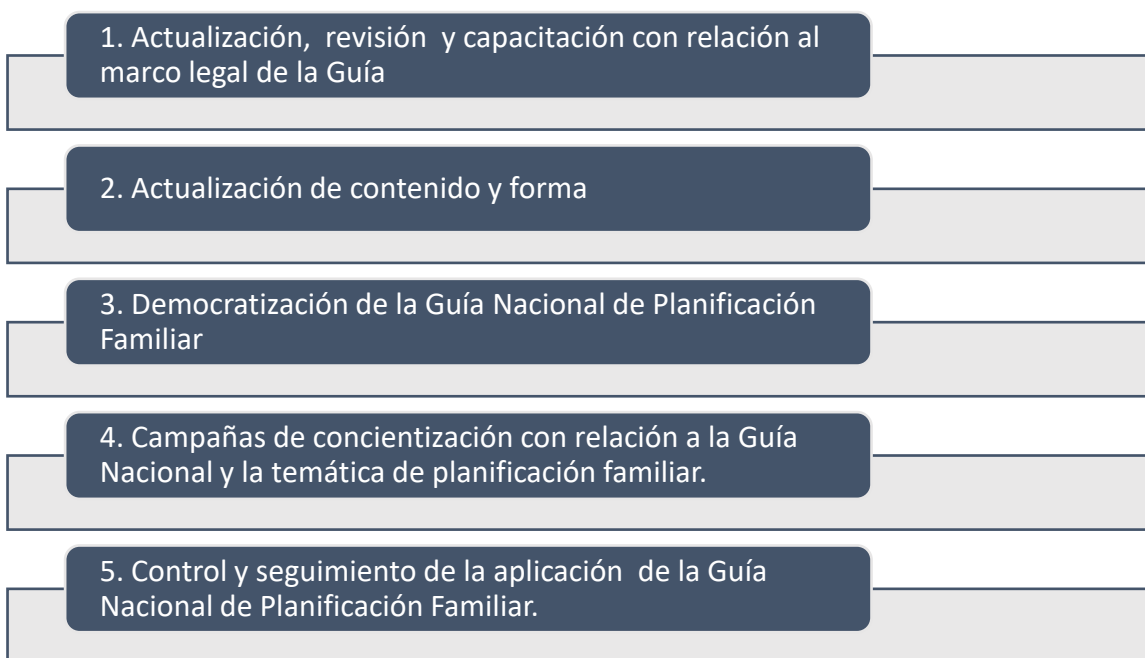 1. Actualización,  revisión  y capacitación con relación al
marco legal de la Guía
2. Actualización de contenido y forma
3. Democratización de la Guía Nacional de Planificación
Familiar
4. Campañas de concientización con relación a la Guía
Nacional y la temática de planificación familiar.
5. Control y seguimiento de la aplicación  de la Guía
Nacional de Planificación Familiar.